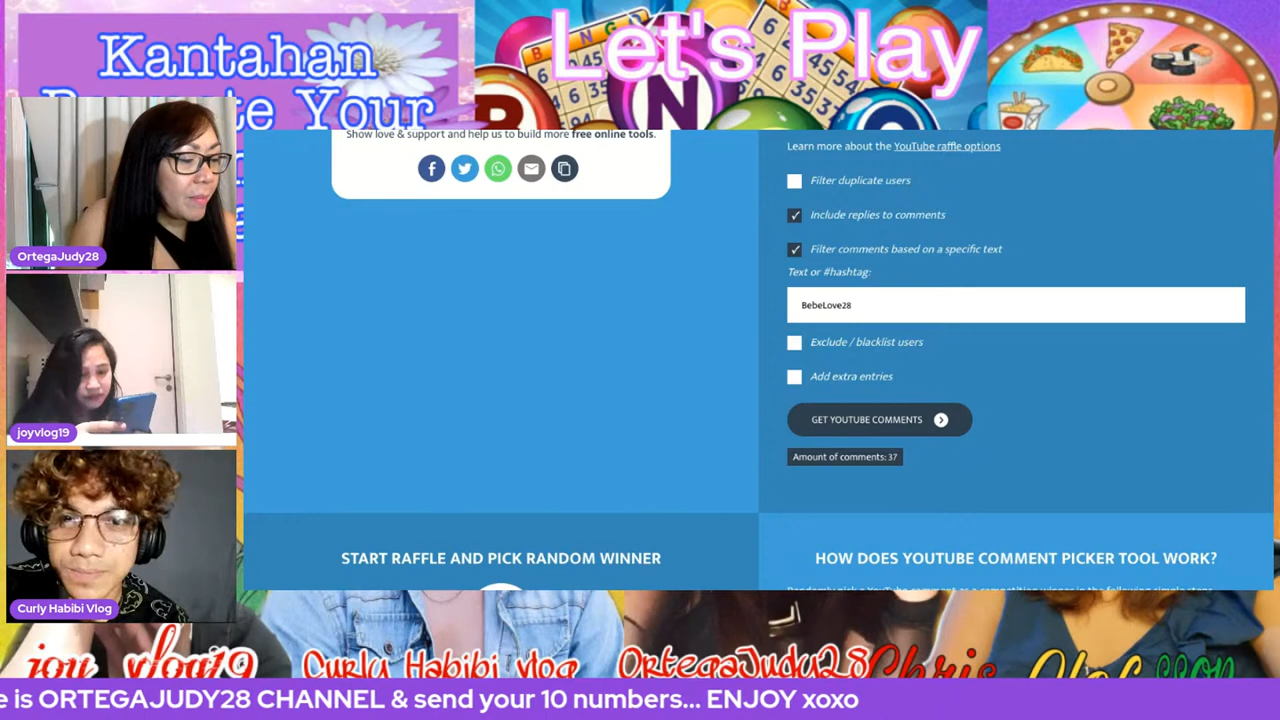 Kantahan
Let's Play
te Your
BINGO
N
Show love & support and help us to build more free online tools.
Learn more about the YouTube raffle options
Filter duplicate users
Include replies to comments
Filter comments based on a specific text
Text or #hashtag:
BebeLove28
Exclude / blacklist users
Add extra entries
GET YOUTUBE COMMENTS
Amount of comments: 37
START RAFFLE AND PICK RANDOM WINNER
HOW DOES YOUTUBE COMMENT PICKER TOOL WORK?
OrtegaJudy28
joyvlog19
Curly Habibi Vlog
joy vlog19
Curly Habibi vlog
OrtegaJudy28
Chris
e is ORTEGAJUDY28 CHANNEL & send your 10 numbers... ENJOY xoxo